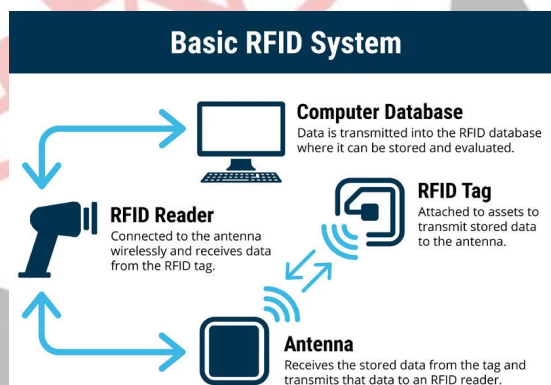 Basic RFID System
Computer Database
Data is transmitted into the RFID database
where it can be stored and evaluated.
RFID Tag
Attached to assets to
transmit stored data
to the antenna.
RFID Reader
Connected to the antenna
wirelessly and receives data
from the RFID tag.
Antenna
Receives the stored data from the tag and
transmits that data to an RFID reader.